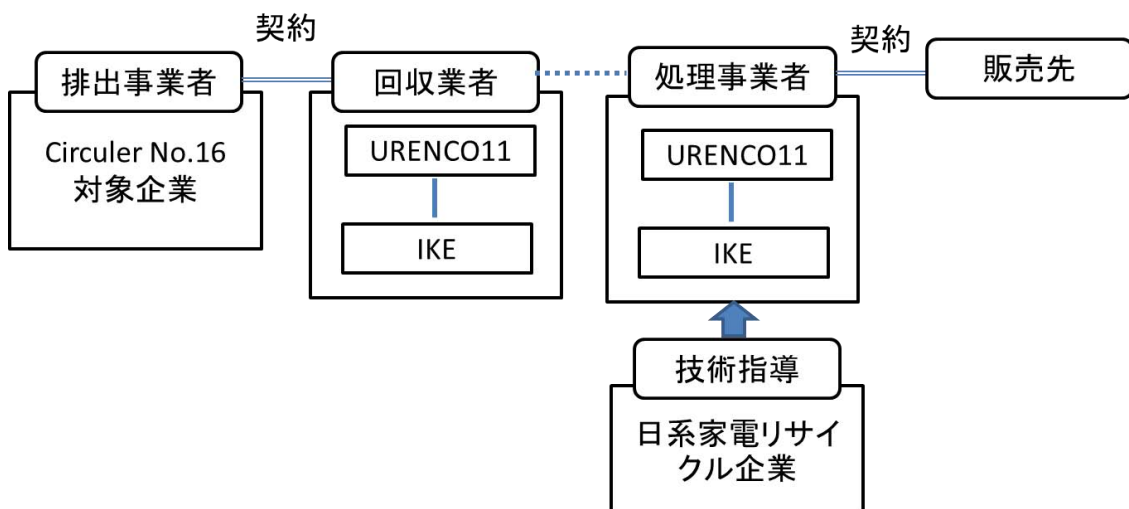 契約
排出事業者
Circuler No.16
対象企業
回収業者
URENCO11
IKE
処理事業者
URENCO11
IKE
契約
販売先
技術指導
日系家電リサイ
クル企業